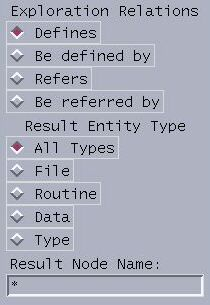 Exploration Relations
Defines
Be defined by
Refers
Be referred by
Result Entity Type
All Types
File
Routine
Data
Type
Result Node Name:
*